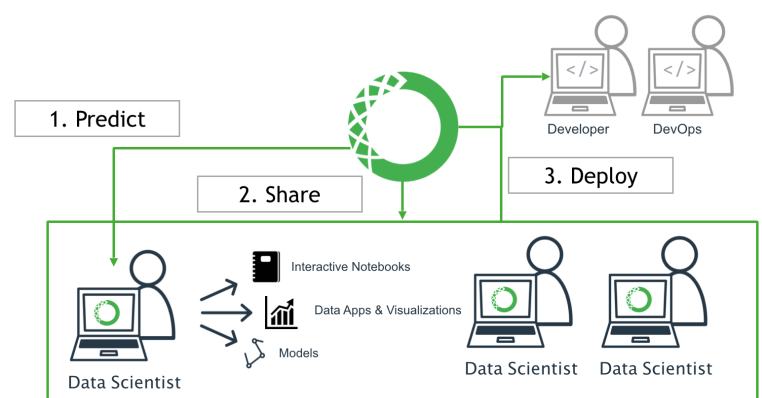 </>
</>
Developer
DevOps
1. Predict
2. Share
3. Deploy
Interactive Notebooks
Data Apps & Visualizations
Models
Data Scientist
Data Scientist
Data Scientist